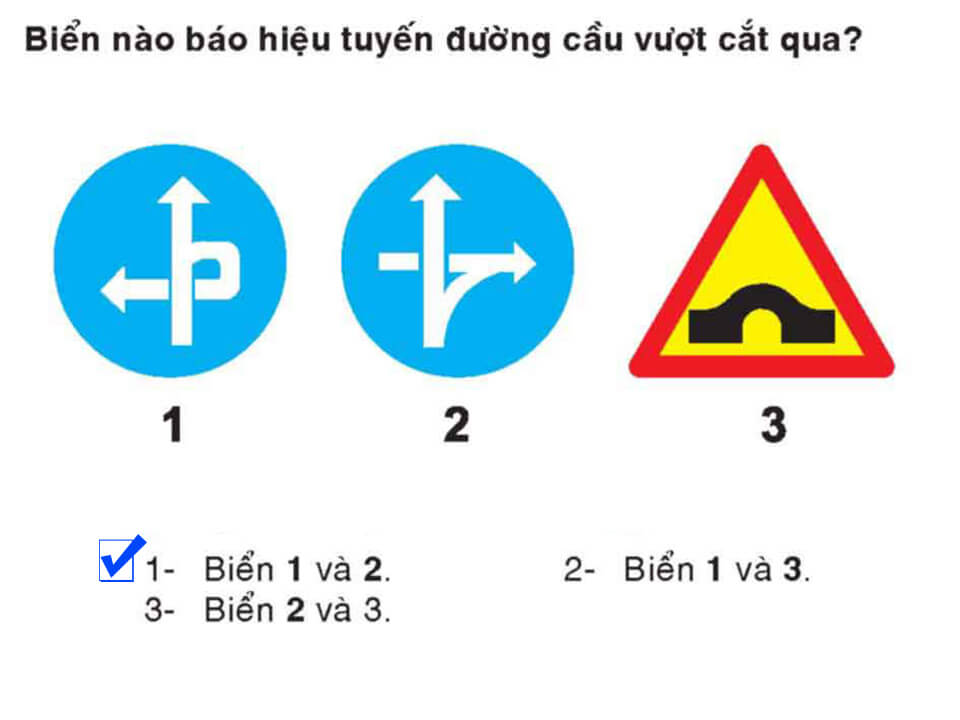 Biển nào báo hiệu tuyến đường cầu vượt cắt qua?
1 2 3
1- Biển 1 và 2. 2- Biển 1 và 3.
3- Biển 2 và 3.